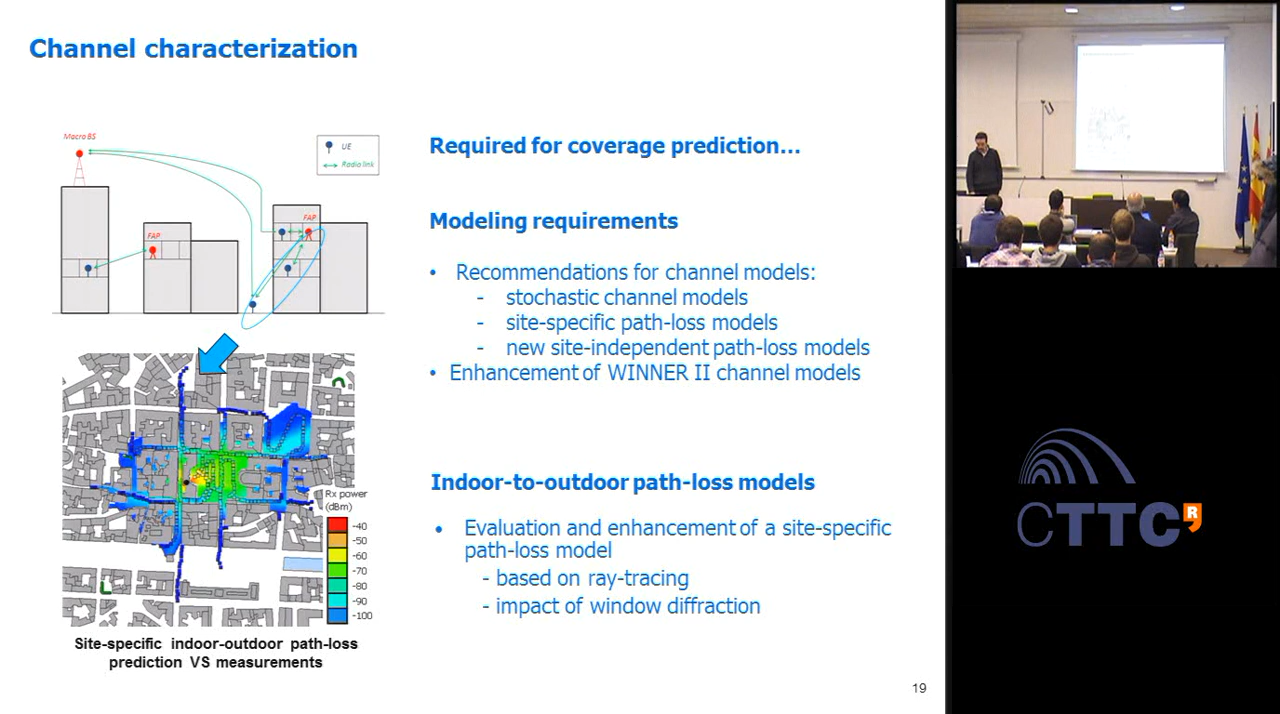 Channel characterization
Macro BS
UE
Radio link
FAP
FAP
Rx power
(dBm)
-40
-50
-60
-70
-80
-90
-100
Site-specific indoor-outdoor path-loss
prediction VS measurements
Required for coverage prediction...
Modeling requirements
• Recommendations for channel models:
- stochastic channel models
- site-specific path-loss models
- new site-independent path-loss models
• Enhancement of WINNER II channel models
Indoor-to-outdoor path-loss models
• Evaluation and enhancement of a site-specific
path-loss model
- based on ray-tracing
- impact of window diffraction
19
CTTC R